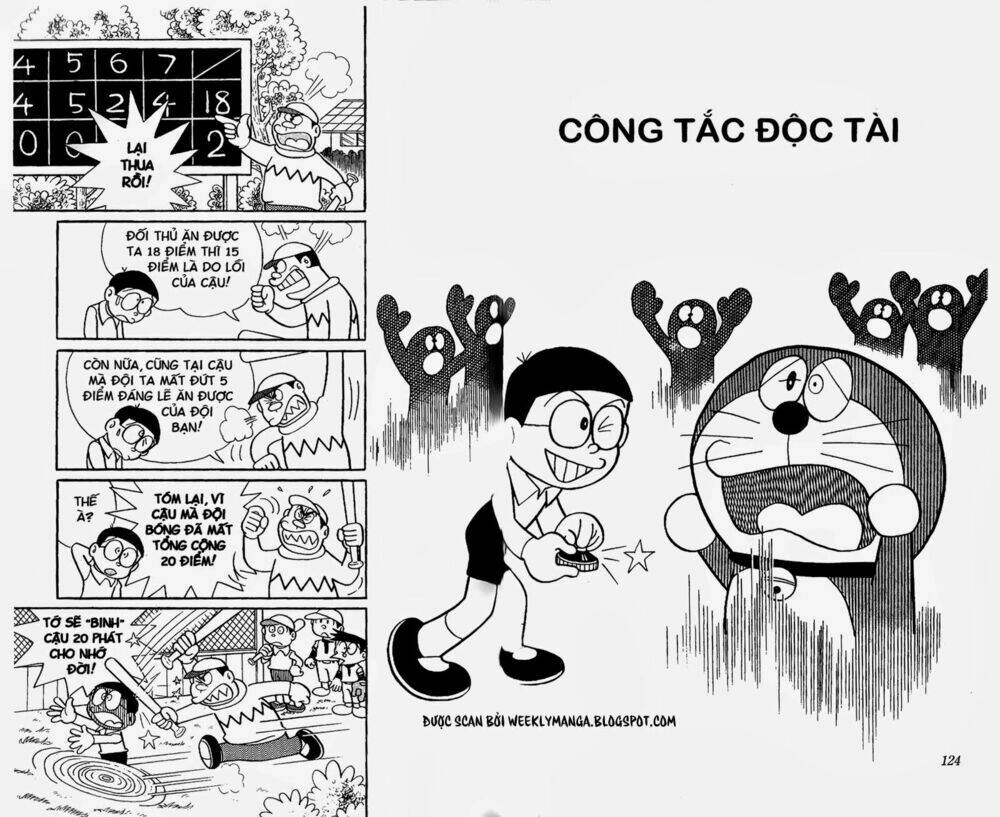 CÔNG TẮC ĐỘC TÀI
ĐƯỢC SCAN BỞI WEEKLYMANGA.BLOGSPOT.COM
124
4 5 6 7
4 5 2 4 18
0 0 2
LẠI
THUA
RỒI!
ĐỐI THỦ ĂN ĐƯỢC
TA 18 ĐIỂM THÌ 15
ĐIỂM LÀ DO LỖI
CỦA CẬU!
CÒN NỮA, CŨNG TẠI CẬU
MÀ ĐỘI TA MẤT ĐỨT 5
ĐIỂM ĐÁNG LẼ ĂN ĐƯỢC
CỦA ĐỘI
BẠN!
THẾ
À?
TÓM LẠI, VÌ
CẬU MÀ ĐỘI
BÓNG ĐÃ MẤT
TỔNG CỘNG
20 ĐIỂM!
TỚ SẼ "BINH"
CẬU 20 PHÁT
CHO NHỚ
ĐỜI!